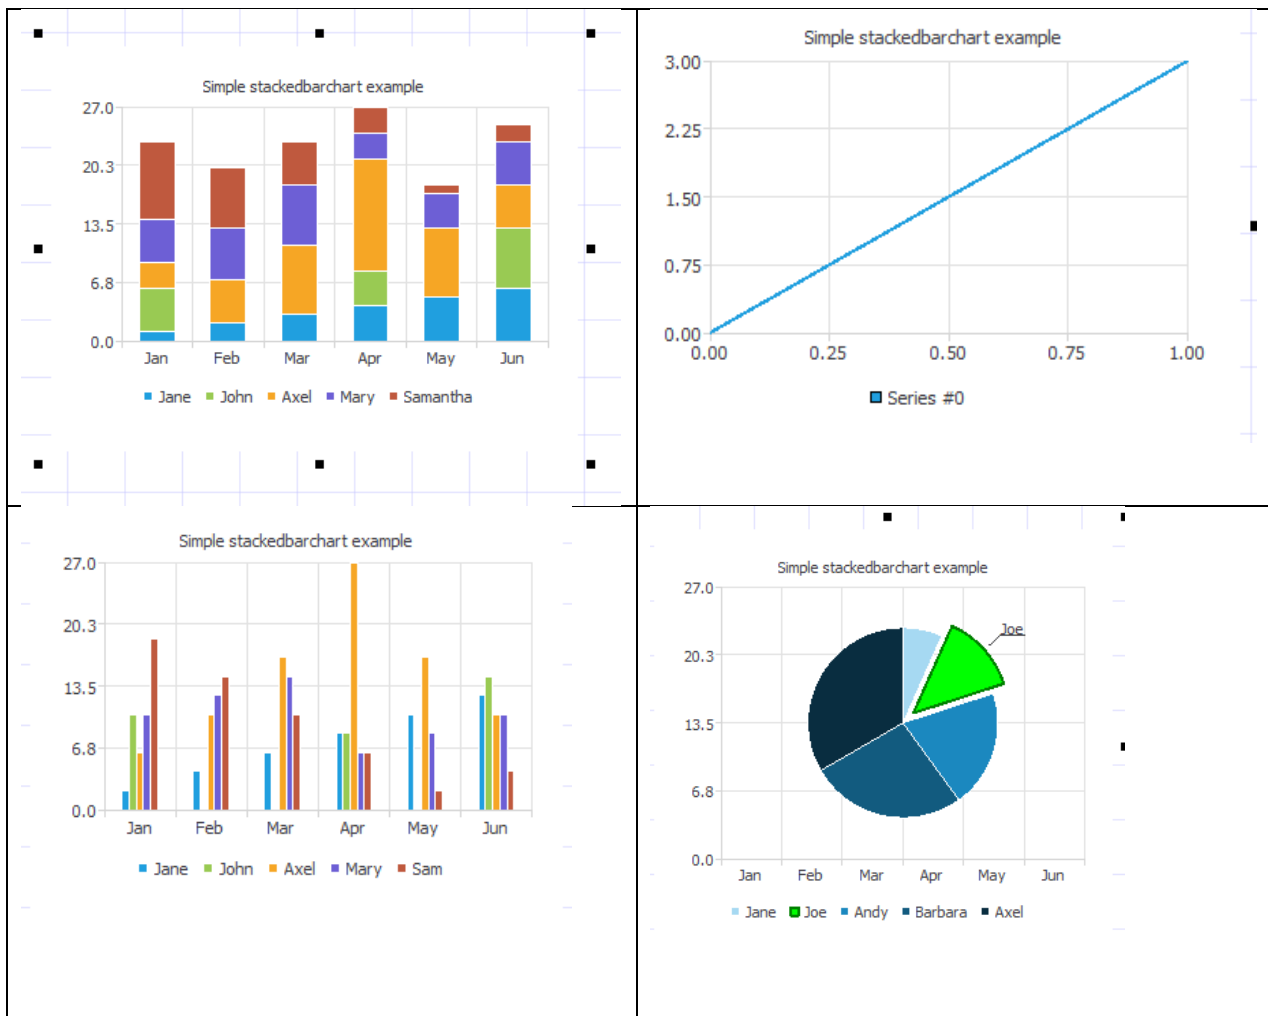 Simple stackedbarchart example
27.0
20.3
13.5
6.8
0.0
Jan Feb Mar Apr May Jun
Jane John Axel Mary Samantha
Simple stackedbarchart example
3.00
2.25
1.50
0.75
0.00
0.00 0.25 0.50 0.75 1.00
Series #0
Simple stackedbarchart example
27.0
20.3
13.5
6.8
0.0
Jan Feb Mar Apr May Jun
Jane John Axel Mary Sam
Simple stackedbarchart example
27.0
Joe
20.3
13.5
6.8
0.0
Jan Feb Mar Apr May Jun
Jane Joe Andy Barbara Axel